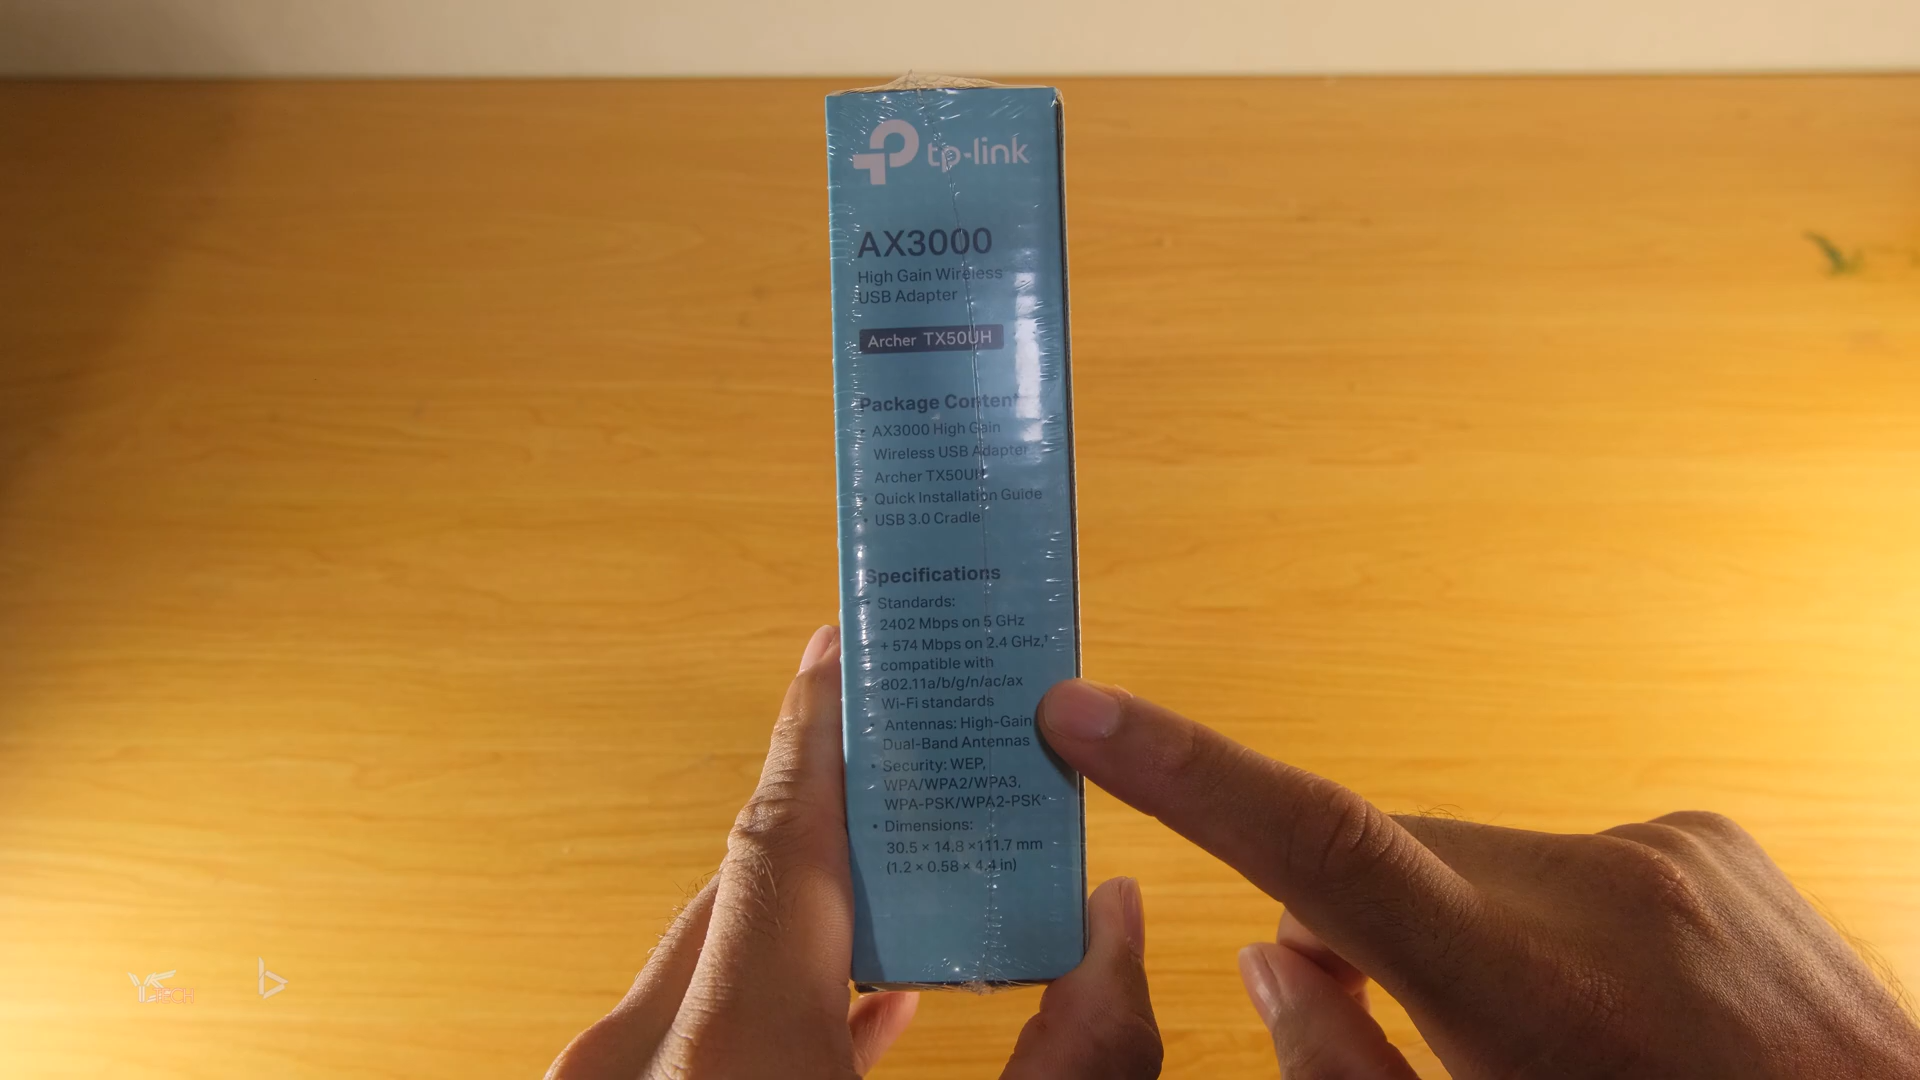 tp-link
AX3000
High Gain Wireless
USB Adapter
Archer TX50UH
Package Content
• AX3000 High Gain
Wireless USB Adapter
Archer TX50UH
• Quick Installation Guide
• USB 3.0 Cradle
Specifications
• Standards:
2402 Mbps on 5 GHz
+ 574 Mbps on 2.4 GHz,†
compatible with
802.11a/b/g/n/ac/ax
Wi-Fi standards
• Antennas: High-Gain
Dual-Band Antennas
• Security: WEP,
WPA/WPA2/WPA3,
WPA-PSK/WPA2-PSK*
• Dimensions:
30.5 × 14.8 ×111.7 mm
(1.2 × 0.58 × 4.4 in)